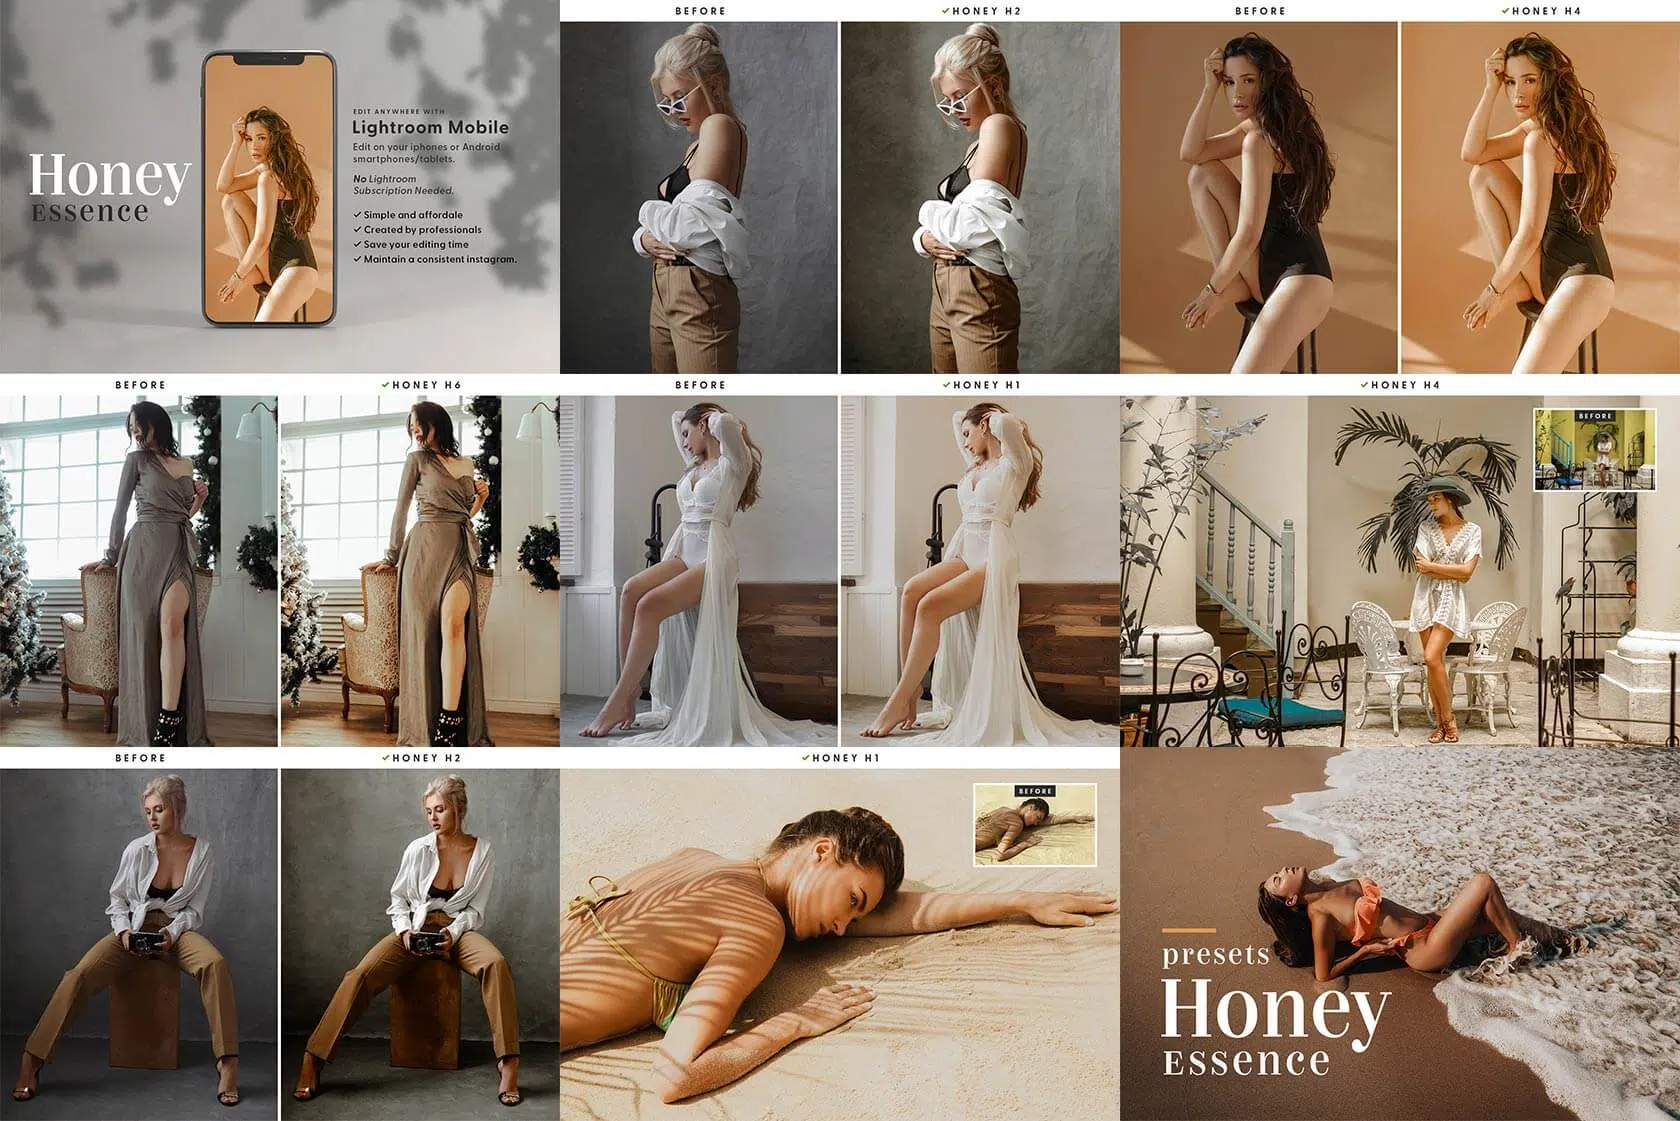 Honey
Essence
EDIT ANYWHERE WITH
Lightroom Mobile
Edit on your iphones or Android
smartphones/tablets.
No Lightroom
Subscription Needed.
✓ Simple and affordale
✓ Created by professionals
✓ Save your editing time
✓ Maintain a consistent instagram.
BEFORE
✓HONEY H2
BEFORE
✓HONEY H4
BEFORE
✓HONEY H6
BEFORE
✓HONEY H1
✓HONEY H4
BEFORE
BEFORE
✓HONEY H2
✓HONEY H1
BEFORE
presets
Honey
Essence